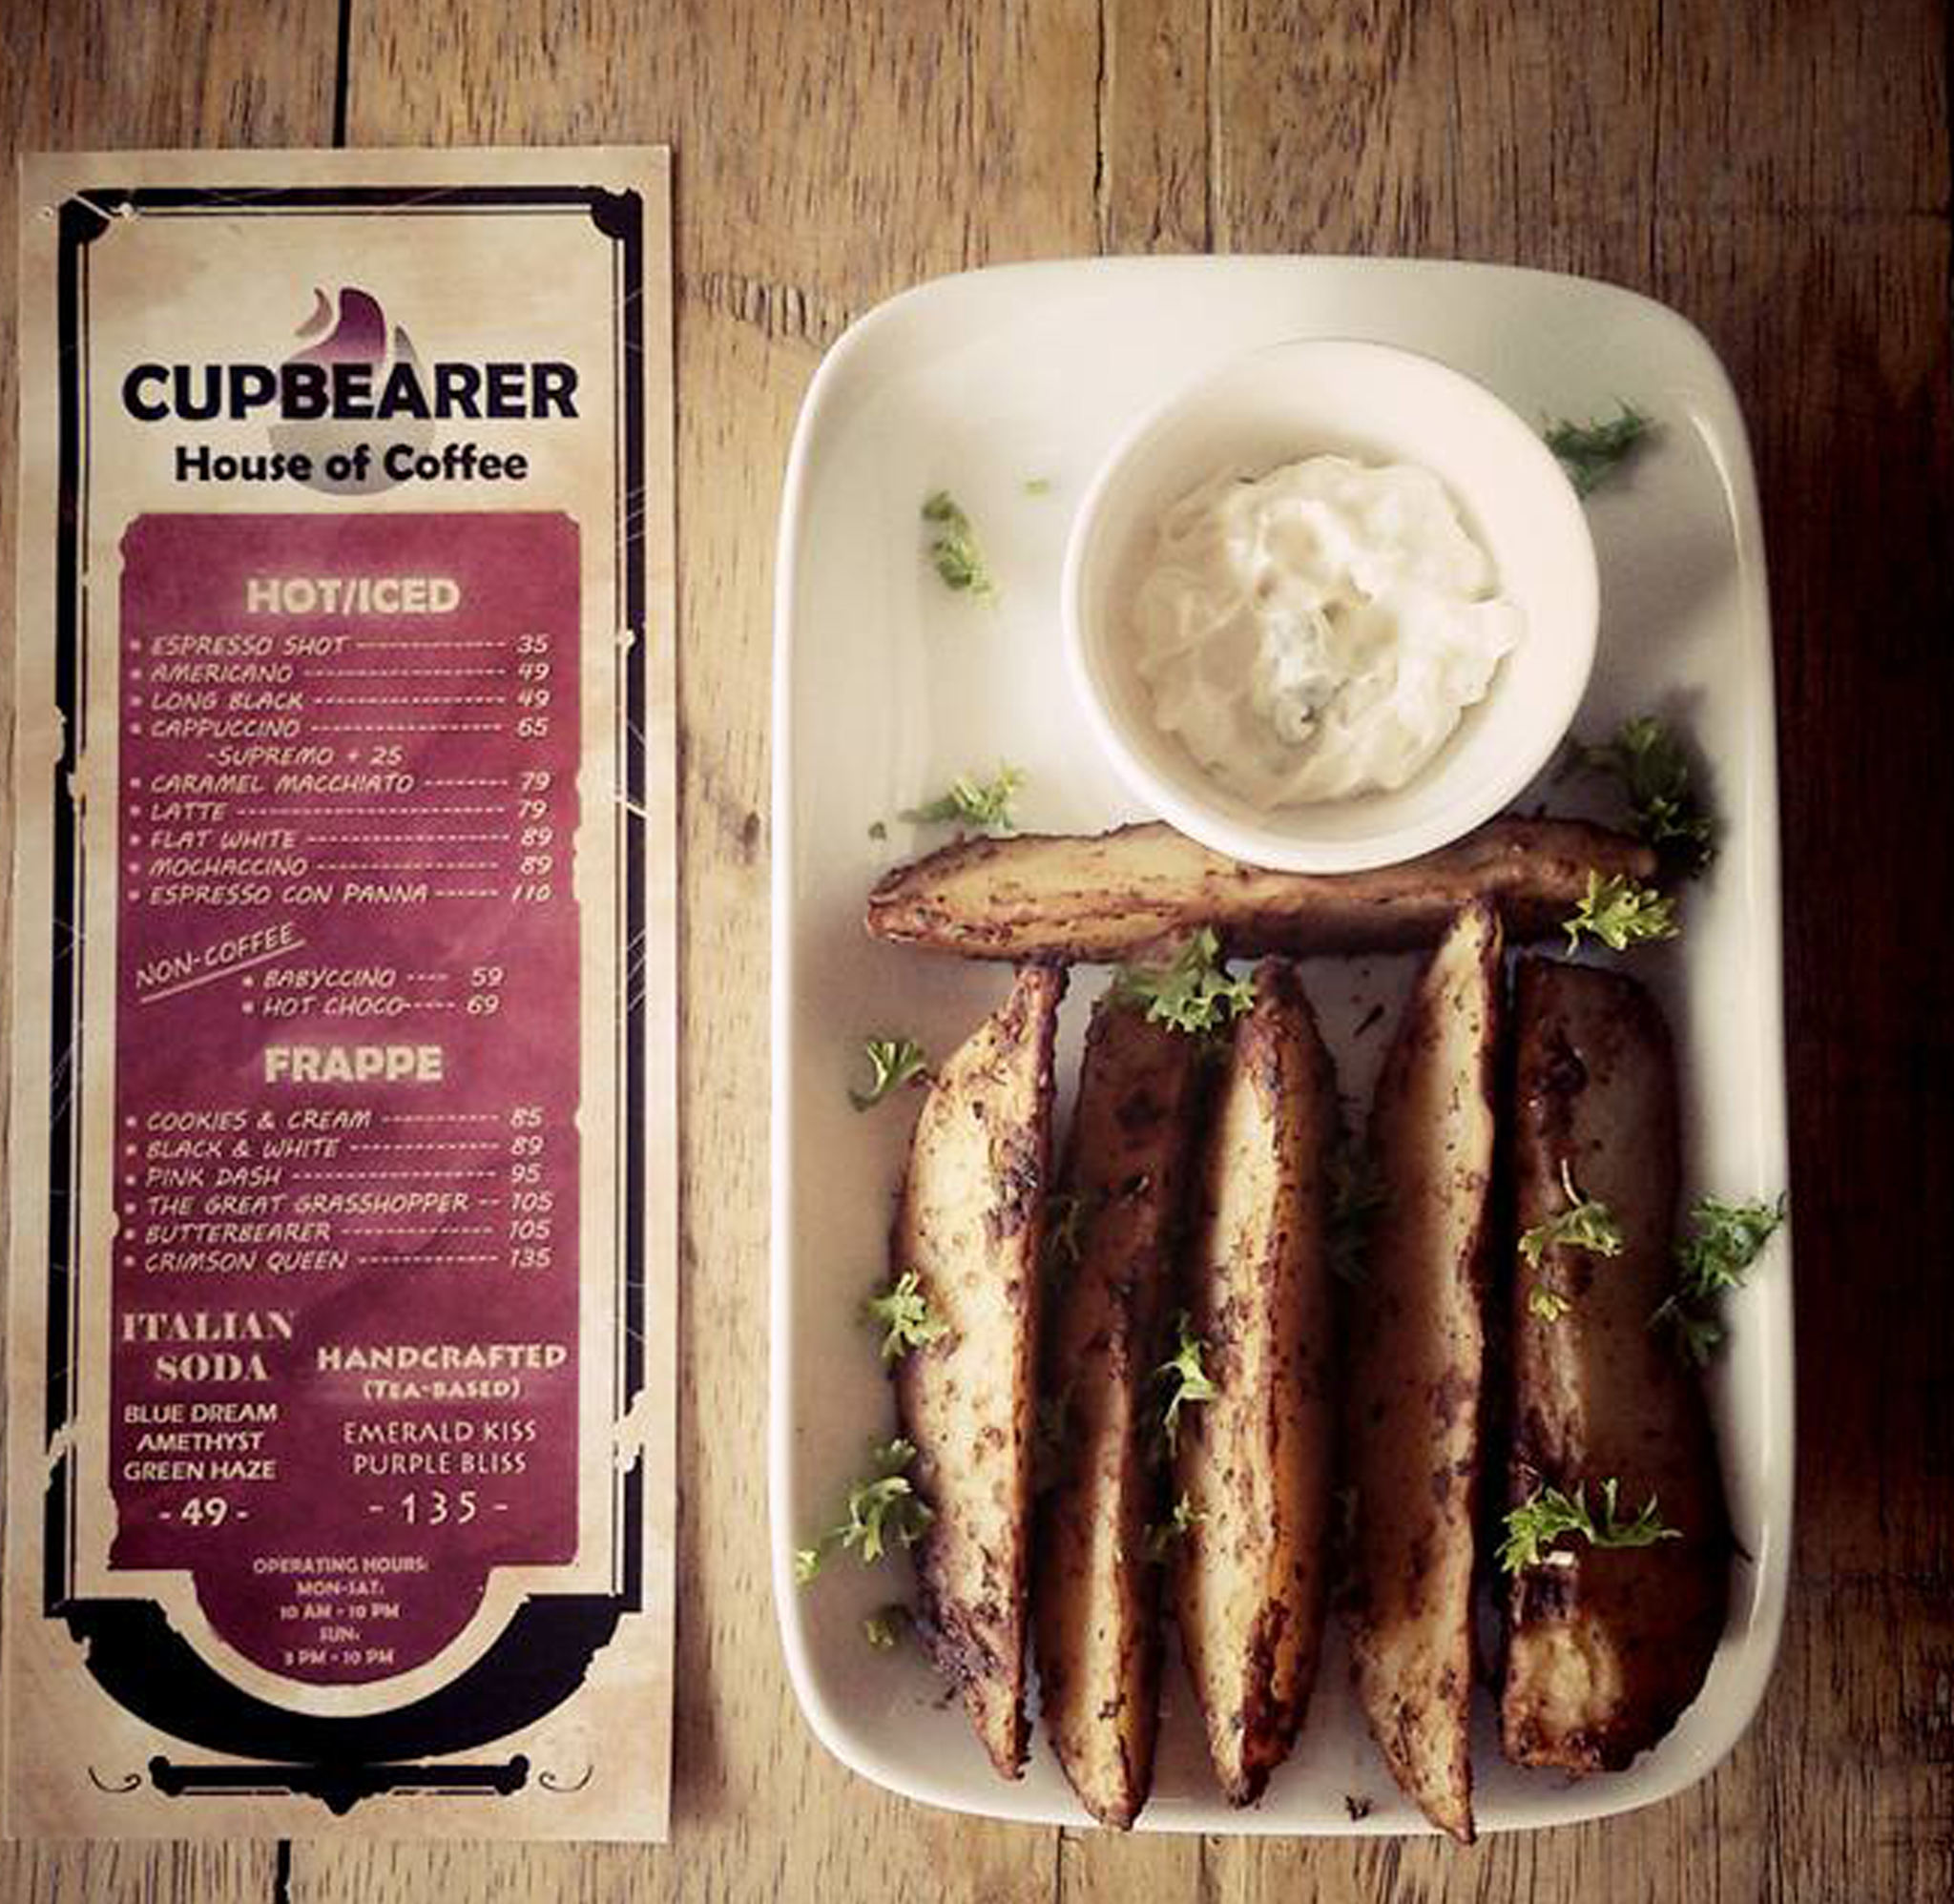 CUPBEARER
House of Coffee
HOT/ICED
• ESPRESSO SHOT ------------- 35
• AMERICANO ----------------- 49
• LONG BLACK ---------------- 49
• CAPPUCCINO ---------------- 65
-SUPREMO + 25
• CARAMEL MACCHIATO ------- 79
• LATTE --------------------- 79
• FLAT WHITE ---------------- 89
• MOCHACCINO --------------- 89
• ESPRESSO CON PANNA ------ 110
NON-COFFEE
• BABYCCINO ---- 59
• HOT CHOCO----- 69
FRAPPE
• COOKIES & CREAM ---------- 85
• BLACK & WHITE ------------- 89
• PINK DASH ----------------- 95
• THE GREAT GRASSHOPPER -- 105
• BUTTERBEARER ------------- 105
• CRIMSON QUEEN ------------ 135
ITALIAN
SODA
BLUE DREAM
AMETHYST
GREEN HAZE
- 49 -
HANDCRAFTED
(TEA-BASED)
EMERALD KISS
PURPLE BLISS
- 135 -
OPERATING HOURS:
MON-SAT:
10 AM - 10 PM
SUN:
3 PM - 10 PM